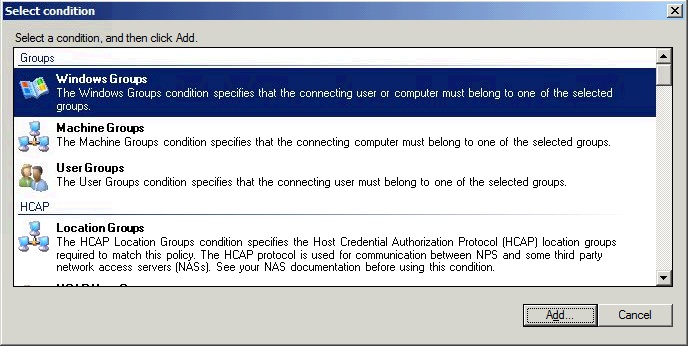 Select condition
Select a condition, and then click Add.
Groups
Windows Groups
The Windows Groups condition specifies that the connecting user or computer must belong to one of the selected
groups.
Machine Groups
The Machine Groups condition specifies that the connecting computer must belong to one of the selected groups.
User Groups
The User Groups condition specifies that the connecting user must belong to one of the selected groups.
HCAP
Location Groups
The HCAP Location Groups condition specifies the Host Credential Authorization Protocol (HCAP) location groups
required to match this policy. The HCAP protocol is used for communication between NPS and some third party
network access servers (NASs). See your NAS documentation before using this condition.
Add...
Cancel